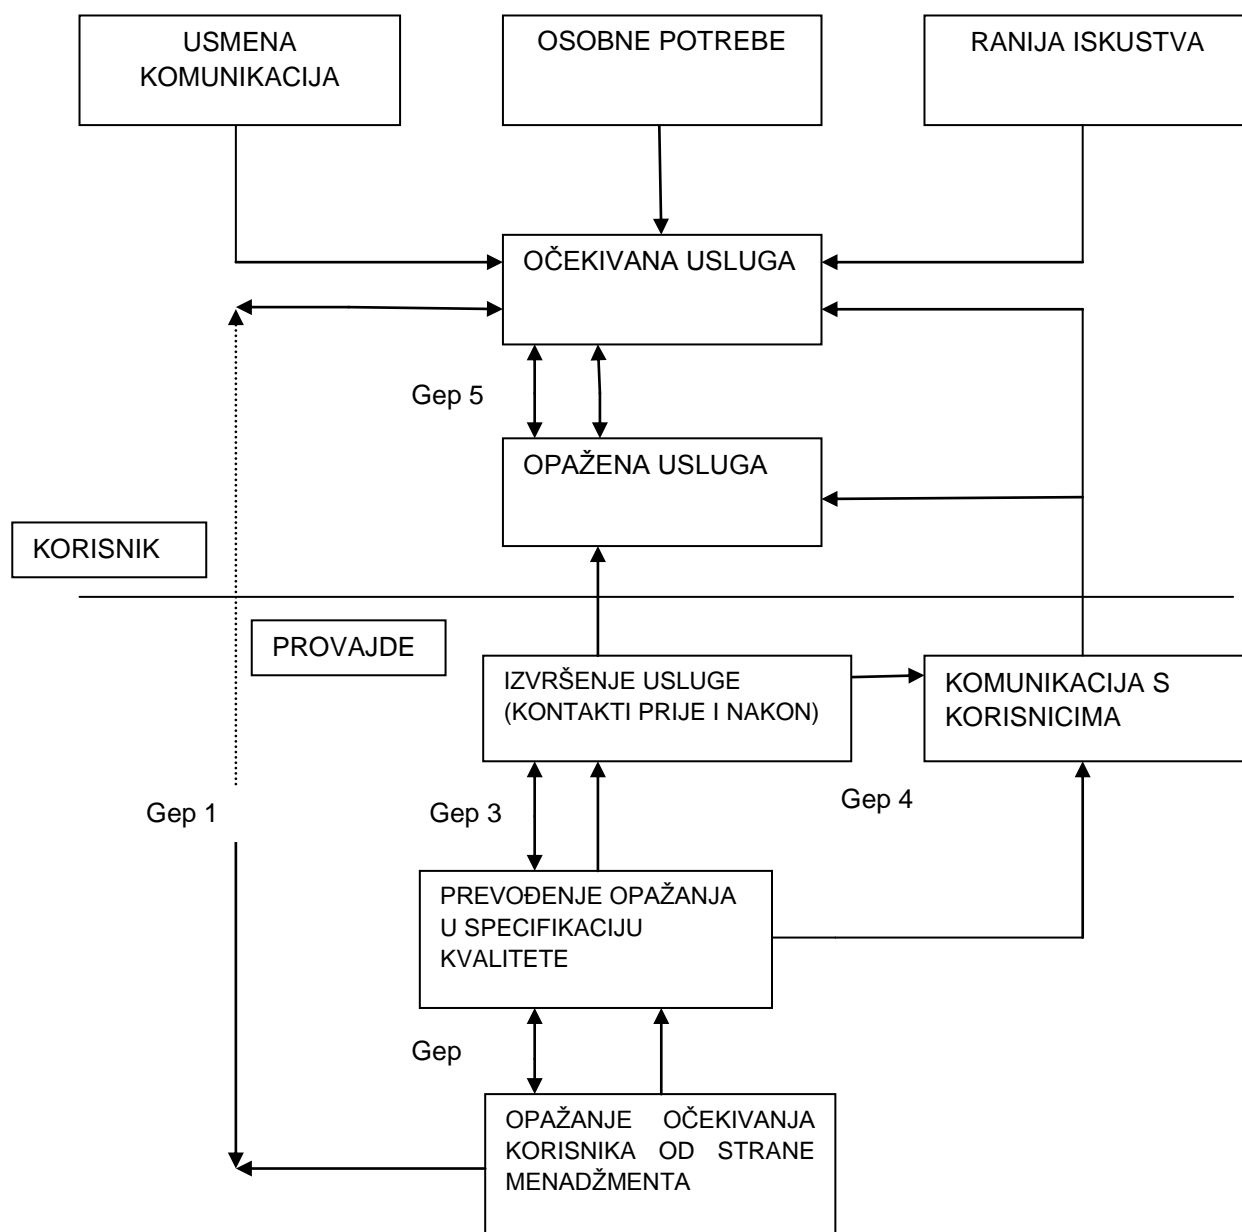 USMENA
KOMUNIKACIJA
OSOBNE POTREBE
RANIJA ISKUSTVA
OČEKIVANA USLUGA
Gep 5
OPAŽENA USLUGA
KORISNIK
PROVAJDE
IZVRŠENJE USLUGE
(KONTAKTI PRIJE I NAKON)
KOMUNIKACIJA S
KORISNICIMA
Gep 1
Gep 3
Gep 4
PREVOĐENJE OPAŽANJA
U SPECIFIKACIJU
KVALITETE
Gep
OPAŽANJE OČEKIVANJA
KORISNIKA OD STRANE
MENADŽMENTA